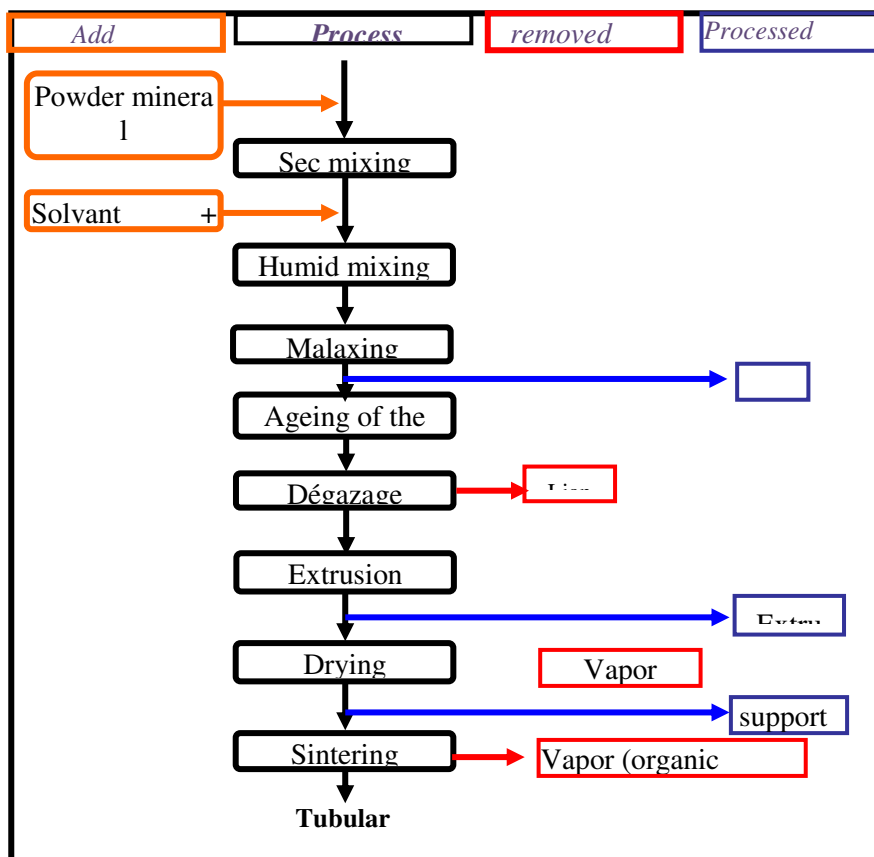 Add Process removed Processed
Powder minera
l
Sec mixing
Solvant +
Humid mixing
Malaxing
Ageing of the
Dégazage
Extrusion
Drying Vapor
support
Sintering Vapor (organic
Tubular